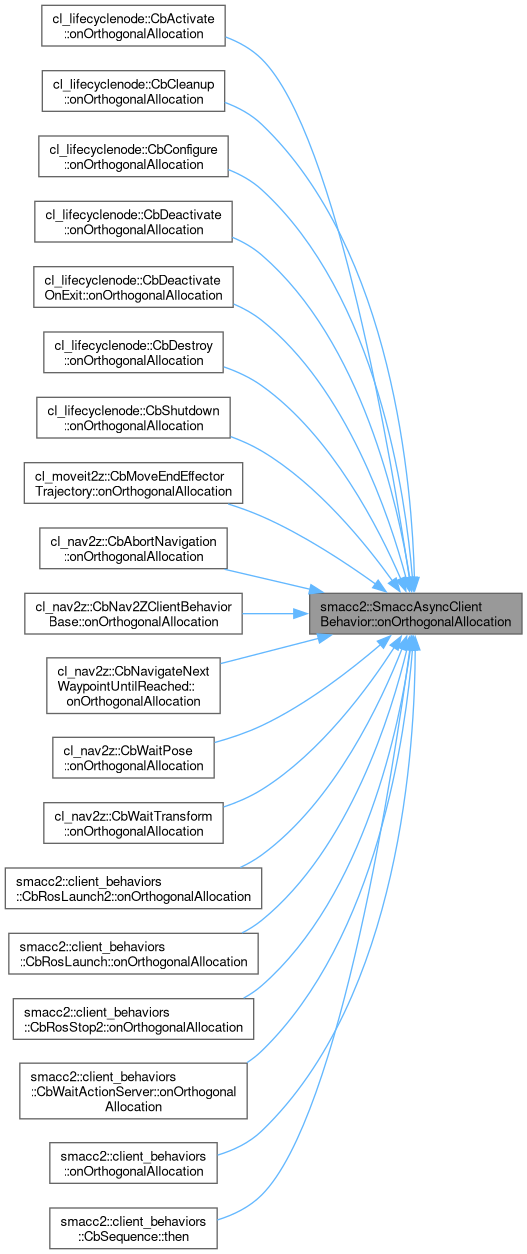 cl_lifecyclenode::CbActivate
::onOrthogonalAllocation
cl_lifecyclenode::CbCleanup
::onOrthogonalAllocation
cl_lifecyclenode::CbConfigure
::onOrthogonalAllocation
cl_lifecyclenode::CbDeactivate
::onOrthogonalAllocation
cl_lifecyclenode::CbDeactivate
OnExit::onOrthogonalAllocation
cl_lifecyclenode::CbDestroy
::onOrthogonalAllocation
cl_lifecyclenode::CbShutdown
::onOrthogonalAllocation
cl_moveit2z::CbMoveEndEffector
Trajectory::onOrthogonalAllocation
cl_nav2z::CbAbortNavigation
::onOrthogonalAllocation
cl_nav2z::CbNav2ZClientBehavior
Base::onOrthogonalAllocation
smacc2::SmaccAsyncClient
Behavior::onOrthogonalAllocation
cl_nav2z::CbNavigateNext
WaypointUntilReached::
onOrthogonalAllocation
cl_nav2z::CbWaitPose
::onOrthogonalAllocation
cl_nav2z::CbWaitTransform
::onOrthogonalAllocation
smacc2::client_behaviors
::CbRosLaunch2::onOrthogonalAllocation
smacc2::client_behaviors
::CbRosLaunch::onOrthogonalAllocation
smacc2::client_behaviors
::CbRosStop2::onOrthogonalAllocation
smacc2::client_behaviors
::CbWaitActionServer::onOrthogonal
Allocation
smacc2::client_behaviors
::onOrthogonalAllocation
smacc2::client_behaviors
::CbSequence::then